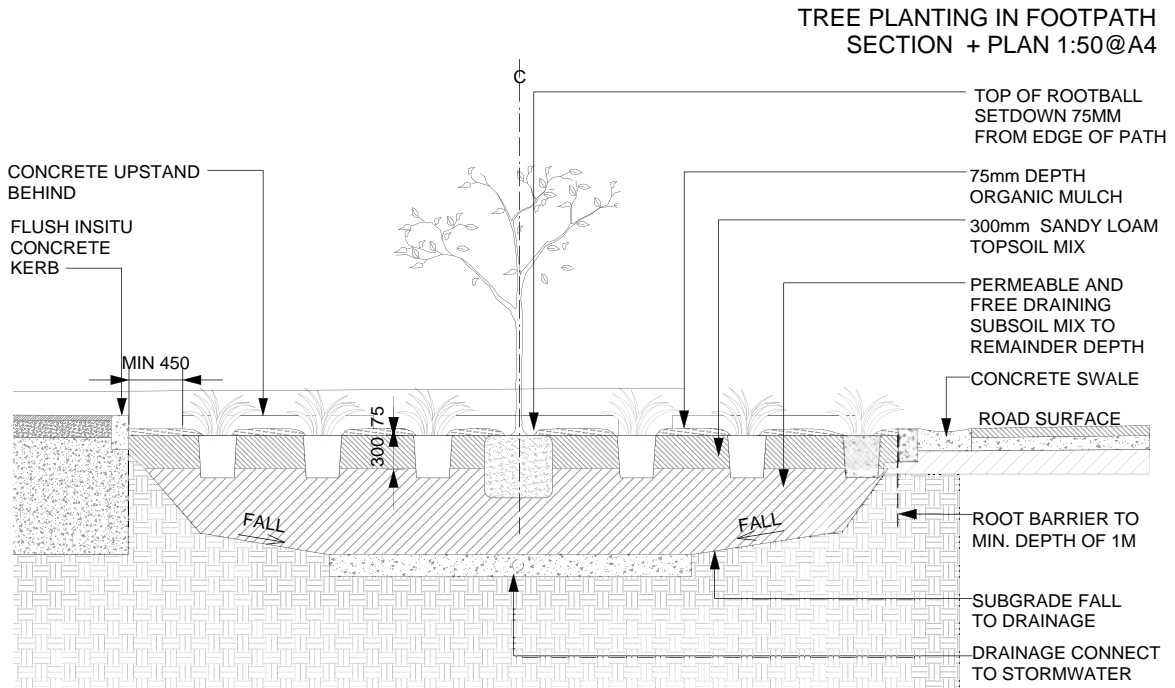 TREE PLANTING IN FOOTPATH
SECTION + PLAN 1:50@A4
C
TOP OF ROOTBALL
SETDOWN 75MM
FROM EDGE OF PATH
CONCRETE UPSTAND
BEHIND
75mm DEPTH
ORGANIC MULCH
FLUSH INSITU
CONCRETE
KERB
300mm SANDY LOAM
TOPSOIL MIX
PERMEABLE AND
FREE DRAINING
SUBSOIL MIX TO
REMAINDER DEPTH
MIN 450
CONCRETE SWALE
75
ROAD SURFACE
300
FALL
FALL
ROOT BARRIER TO
MIN. DEPTH OF 1M
SUBGRADE FALL
TO DRAINAGE
DRAINAGE CONNECT
TO STORMWATER